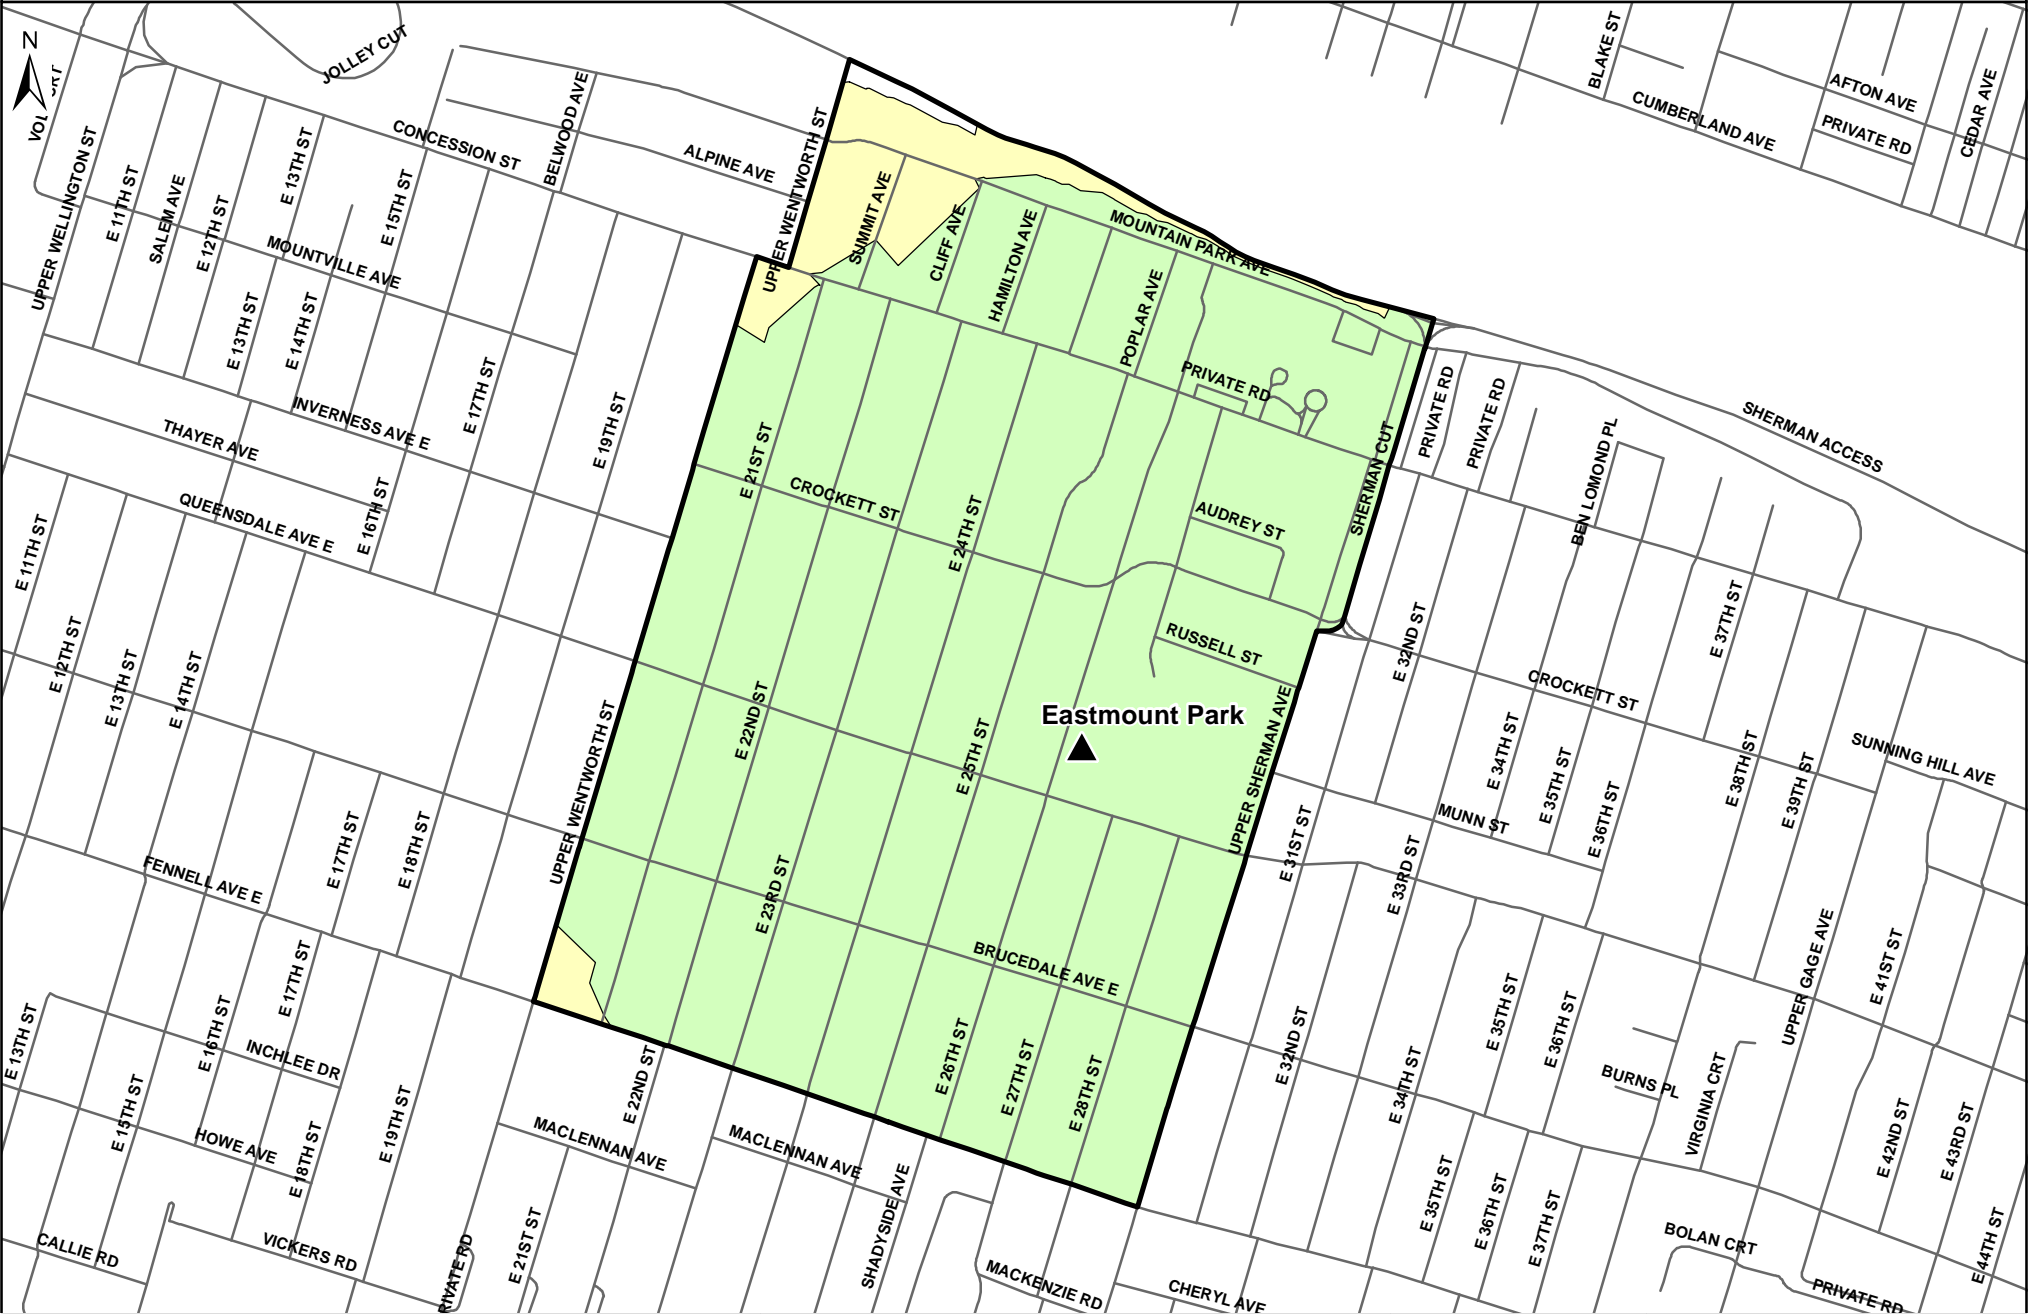 N
JOLLEY CUT
BLAKE ST
AFTON AVE
CUMBERLAND AVE
PRIVATE RD
CEDAR AVE
CONCESSION ST
BELWOOD AVE
ALPINE AVE
UPPER WENTWORTH ST
UPPER WELLINGTON ST
E 11TH ST
SALEM AVE
E 12TH ST
E 13TH ST
E 15TH ST
MOUNTVILLE AVE
SUMMIT AVE
CLIFF AVE
HAMILTON AVE
MOUNTAIN PARK AVE
POPLAR AVE
E 13TH ST
E 14TH ST
E 17TH ST
E 19TH ST
INVERNESS AVE E
THAYER AVE
QUEENSDALE AVE E
E 16TH ST
E 11TH ST
PRIVATE RD
PRIVATE RD
PRIVATE RD
SHERMAN ACCESS
SHERMAN CUT
BEN LOMOND PL
E 21ST ST
CROCKETT ST
E 24TH ST
AUDREY ST
RUSSELL ST
E 32ND ST
E 37TH ST
CROCKETT ST
E 12TH ST
E 13TH ST
E 14TH ST
E 22ND ST
E 25TH ST
Eastmount Park
UPPER SHERMAN AVE
UPPER WENTWORTH ST
E 34TH ST
E 35TH ST
E 36TH ST
E 38TH ST
E 39TH ST
SUNNING HILL AVE
MUNN ST
E 31ST ST
E 33RD ST
FENNELL AVE E
E 17TH ST
E 18TH ST
E 23RD ST
BRUCEDALE AVE E
UPPER GAGE AVE
E 41ST ST
E 13TH ST
E 16TH ST
E 17TH ST
INCHLEE DR
E 15TH ST
HOWE AVE
E 18TH ST
E 19TH ST
E 22ND ST
E 26TH ST
E 27TH ST
E 28TH ST
E 32ND ST
E 34TH ST
E 35TH ST
E 36TH ST
BURNS PL
VIRGINIA CRT
E 42ND ST
E 43RD ST
MACLENNAN AVE
MACLENNAN AVE
SHADYSIDE AVE
E 21ST ST
CALLIE RD
VICKERS RD
MACKENZIE RD
CHERYL AVE
E 35TH ST
E 36TH ST
E 37TH ST
BOLAN CRT
PRIVATE RD
E 44TH ST